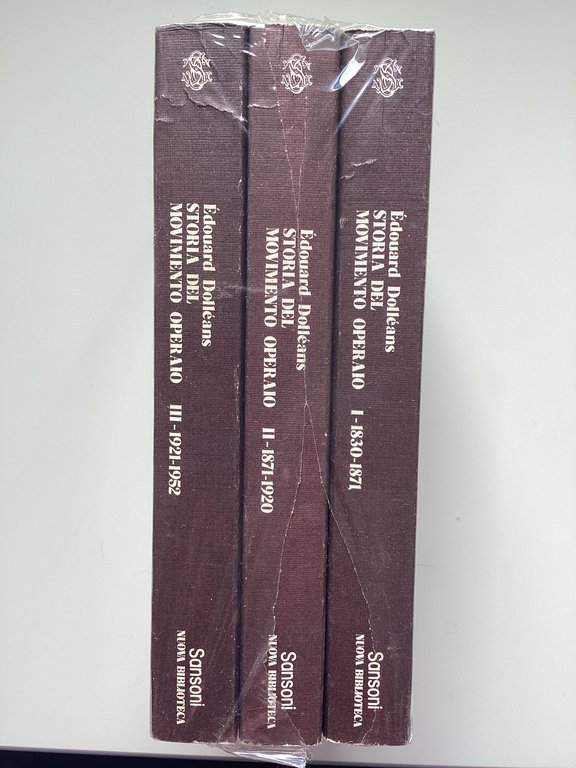 Édouard Dolléans
STORIA DEL
MOVIMENTO OPERAIO III-1921-1952
Sansoni
NUOVA BIBLIOTECA
Édouard Dolléans
STORIA DEL
MOVIMENTO OPERAIO II-1871-1920
Sansoni
NUOVA BIBLIOTECA
Édouard Dolléans
STORIA DEL
MOVIMENTO OPERAIO I-1830-1871
Sansoni
NUOVA BIBLIOTECA